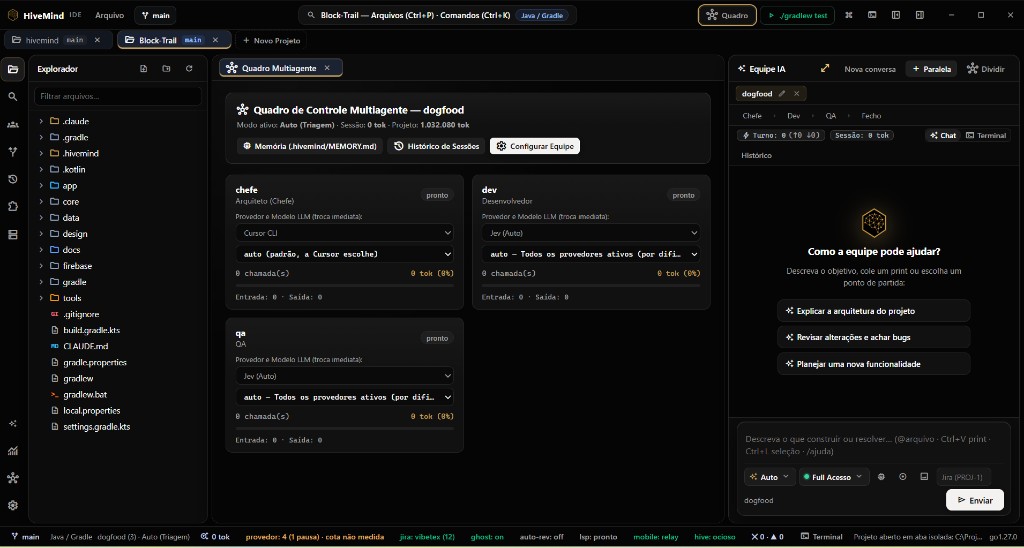 HiveMind IDE Arquivo main Block-Trail — Arquivos (Ctrl+P) · Comandos (Ctrl+K) Java / Gradle Quadro ./gradlew test
hivemind main × Block-Trail main × + Novo Projeto
Explorador
Filtrar arquivos...
.claude
.gradle
.hivemind
.kotlin
app
core
data
design
docs
firebase
gradle
tools
.gitignore
build.gradle.kts
CLAUDE.md
gradle.properties
gradlew
gradlew.bat
local.properties
settings.gradle.kts
Quadro Multiagente ×
Quadro de Controle Multiagente — dogfood
Modo ativo: Auto (Triagem) · Sessão: 0 tok · Projeto: 1.032.080 tok
Memória (.hivemind/MEMORY.md) Histórico de Sessões Configurar Equipe
chefe pronto
Arquiteto (Chefe)
Provedor e Modelo LLM (troca imediata):
Cursor CLI
auto (padrão, a Cursor escolhe)
0 chamada(s) 0 tok (0%)
Entrada: 0 · Saída: 0
dev pronto
Desenvolvedor
Provedor e Modelo LLM (troca imediata):
Jev (Auto)
auto — Todos os provedores ativos (por difi…
0 chamada(s) 0 tok (0%)
Entrada: 0 · Saída: 0
qa pronto
QA
Provedor e Modelo LLM (troca imediata):
Jev (Auto)
auto — Todos os provedores ativos (por difi…
0 chamada(s) 0 tok (0%)
Entrada: 0 · Saída: 0
Equipe IA Nova conversa + Paralela Dividir
dogfood ×
Chefe › Dev › QA › Fecho
Turno: 0 (↑0 ↓0) Sessão: 0 tok Chat Terminal
Histórico
Como a equipe pode ajudar?
Descreva o objetivo, cole um print ou escolha um
ponto de partida:
Explicar a arquitetura do projeto
Revisar alterações e achar bugs
Planejar uma nova funcionalidade
Descreva o que construir ou resolver... (@arquivo · Ctrl+V print ·
Ctrl+L seleção · /ajuda)
Auto Full Acesso Jira (PROJ-1)
dogfood Enviar
main Java / Gradle dogfood (3) · Auto (Triagem) 0 tok provedor: 4 (1 pausa) · cota não medida jira: vibetex (12) ghost: on auto-rev: off lsp: pronto mobile: relay hive: ocioso 0 · 0 Terminal Projeto aberto em aba isolada: C:\Proj... go1.27.0